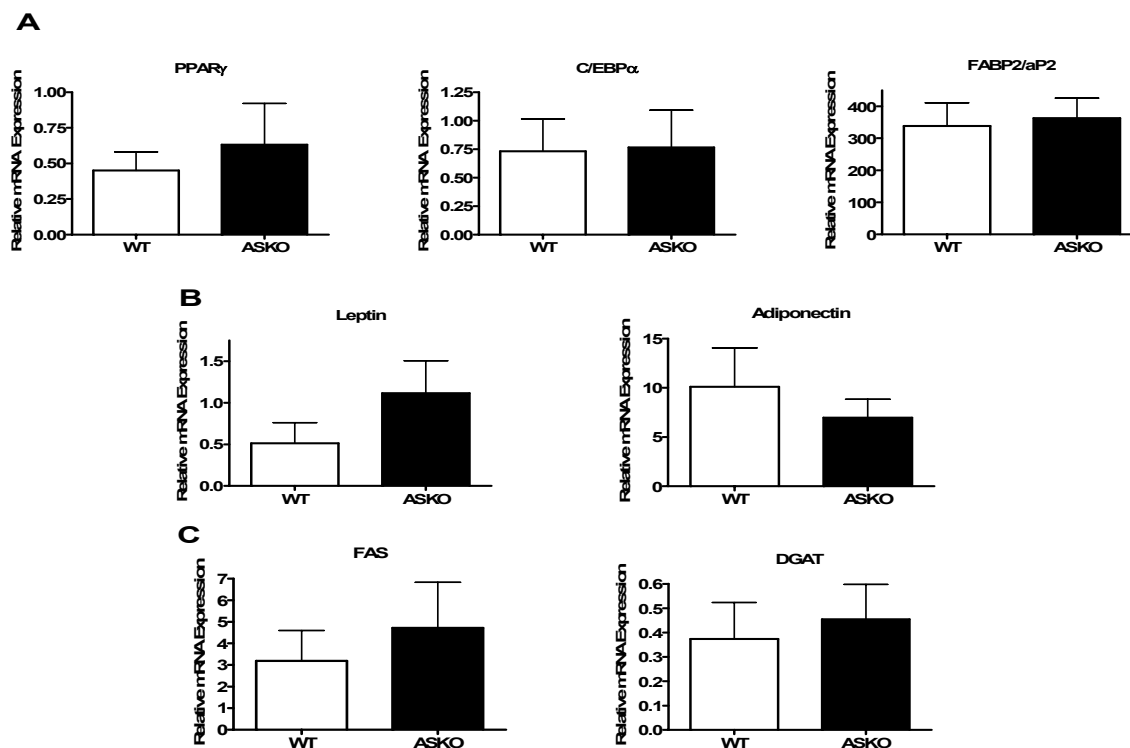 A
PPARγ
Relative mRNA Expression
1.00
0.75
0.50
0.25
0.00
WT
ASKO
C/EBPα
Relative mRNA Expression
1.25
1.00
0.75
0.50
0.25
0.00
WT
ASKO
FABP2/aP2
Relative mRNA Expression
400
300
200
100
0
WT
ASKO
B
Leptin
Relative mRNA Expression
1.5
1.0
0.5
0.0
WT
ASKO
Adiponectin
Relative mRNA Expression
15
10
5
0
WT
ASKO
C
FAS
Relative mRNA Expression
7
6
5
4
3
2
1
0
WT
ASKO
DGAT
Relative mRNA Expression
0.6
0.5
0.4
0.3
0.2
0.1
0.0
WT
ASKO